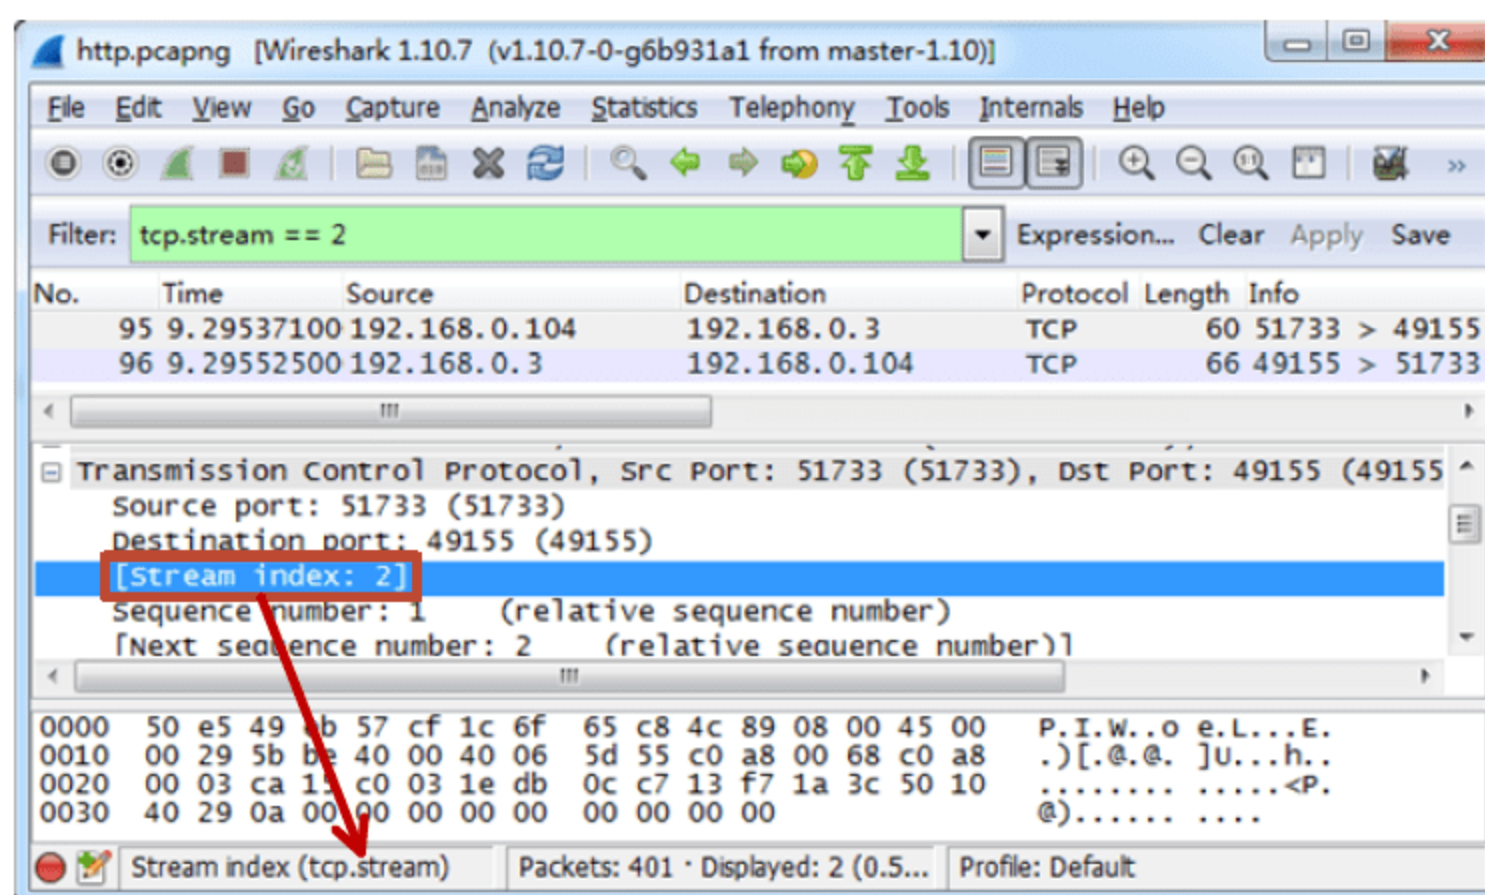 http.pcapng [Wireshark 1.10.7 (v1.10.7-0-g6b931a1 from master-1.10)]
File Edit View Go Capture Analyze Statistics Telephony Tools Internals Help
Filter: tcp.stream == 2 Expression... Clear Apply Save
No. Time Source Destination Protocol Length Info
95 9.29537100 192.168.0.104 192.168.0.3 TCP 60 51733 > 49155
96 9.29552500 192.168.0.3 192.168.0.104 TCP 66 49155 > 51733
Transmission Control Protocol, Src Port: 51733 (51733), Dst Port: 49155 (49155
Source port: 51733 (51733)
Destination port: 49155 (49155)
[Stream index: 2]
Sequence number: 1 (relative sequence number)
[Next sequence number: 2 (relative sequence number)]
0000 50 e5 49 eb 57 cf 1c 6f 65 c8 4c 89 08 00 45 00 P.I.W..o e.L...E.
0010 00 29 5b be 40 00 40 06 5d 55 c0 a8 00 68 c0 a8 .)[.@.@. ]U...h..
0020 00 03 ca 15 c0 03 1e db 0c c7 13 f7 1a 3c 50 10 ........ .....<P.
0030 40 29 0a 00 00 00 00 00 00 00 00 00 @)...... ....
Stream index (tcp.stream) Packets: 401 · Displayed: 2 (0.5... Profile: Default